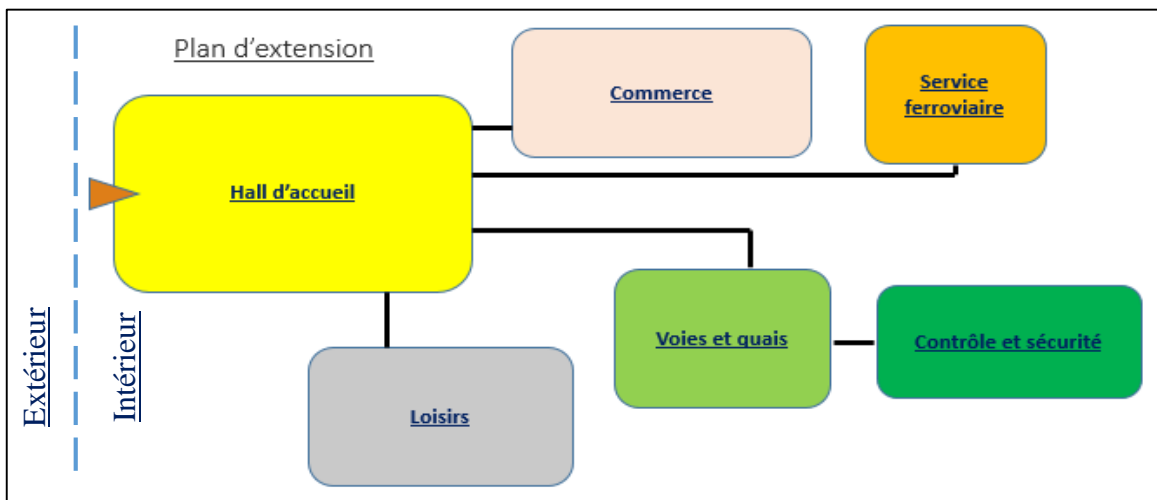 Plan d'extension
Commerce
Service
ferroviaire
Hall d'accueil
Voies et quais
Contrôle et sécurité
Loisirs
Extérieur
Intérieur